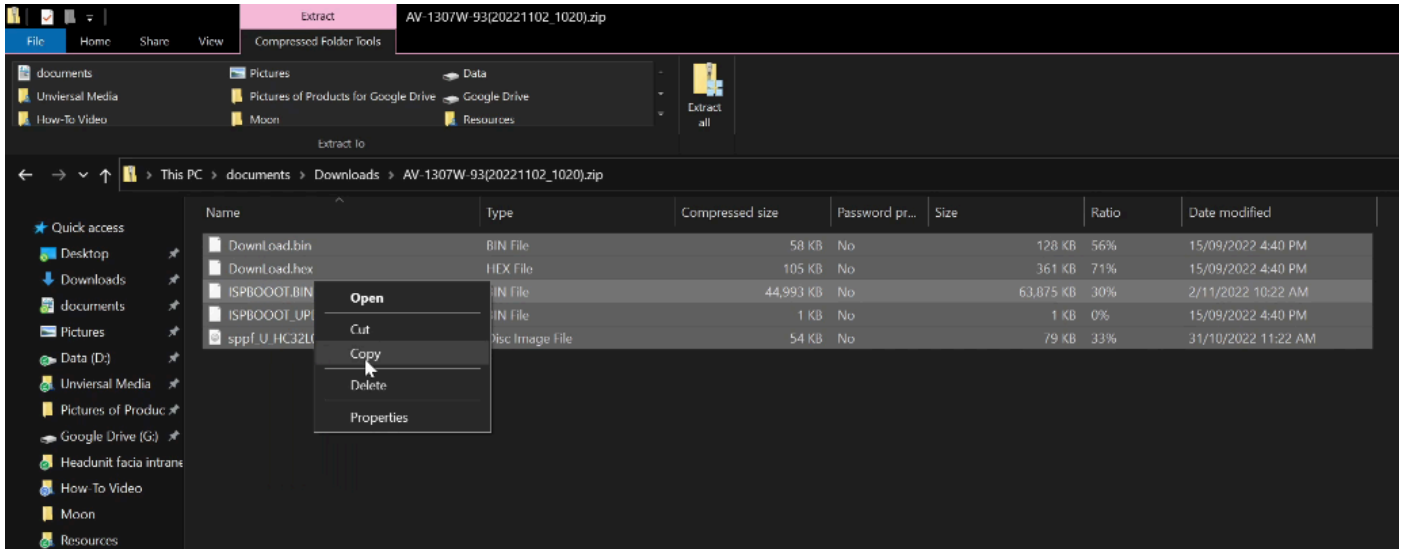 Extract AV-1307W-93(20221102_1020).zip
File Home Share View Compressed Folder Tools
documents Pictures Data
Unviersal Media Pictures of Products for Google Drive Google Drive
How-To Video Moon Resources
Extract all
Extract To
This PC > documents > Downloads > AV-1307W-93(20221102_1020).zip
Name Type Compressed size Password pr... Size Ratio Date modified
Quick access
Desktop
Downloads
documents
Pictures
Data (D:)
Unviersal Media
Pictures of Produc
Google Drive (G:)
Headunit facia intrane
How-To Video
Moon
Resources
DownLoad.bin BIN File 58 KB No 128 KB 56% 15/09/2022 4:40 PM
DownLoad.hex HEX File 105 KB No 361 KB 71% 15/09/2022 4:40 PM
ISPBOOOT.BIN IN File 44,993 KB No 63,875 KB 30% 2/11/2022 10:22 AM
ISPBOOOT_UP IN File 1 KB No 1 KB 0% 15/09/2022 4:40 PM
sppf_U_HC32L Disc Image File 54 KB No 79 KB 33% 31/10/2022 11:22 AM
Open
Cut
Copy
Delete
Properties